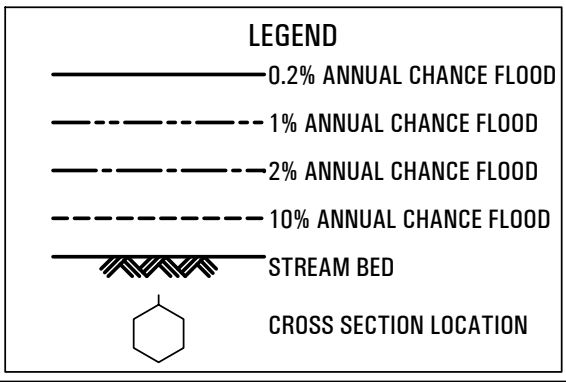 LEGEND
0.2% ANNUAL CHANCE FLOOD
1% ANNUAL CHANCE FLOOD
2% ANNUAL CHANCE FLOOD
10% ANNUAL CHANCE FLOOD
STREAM BED
CROSS SECTION LOCATION